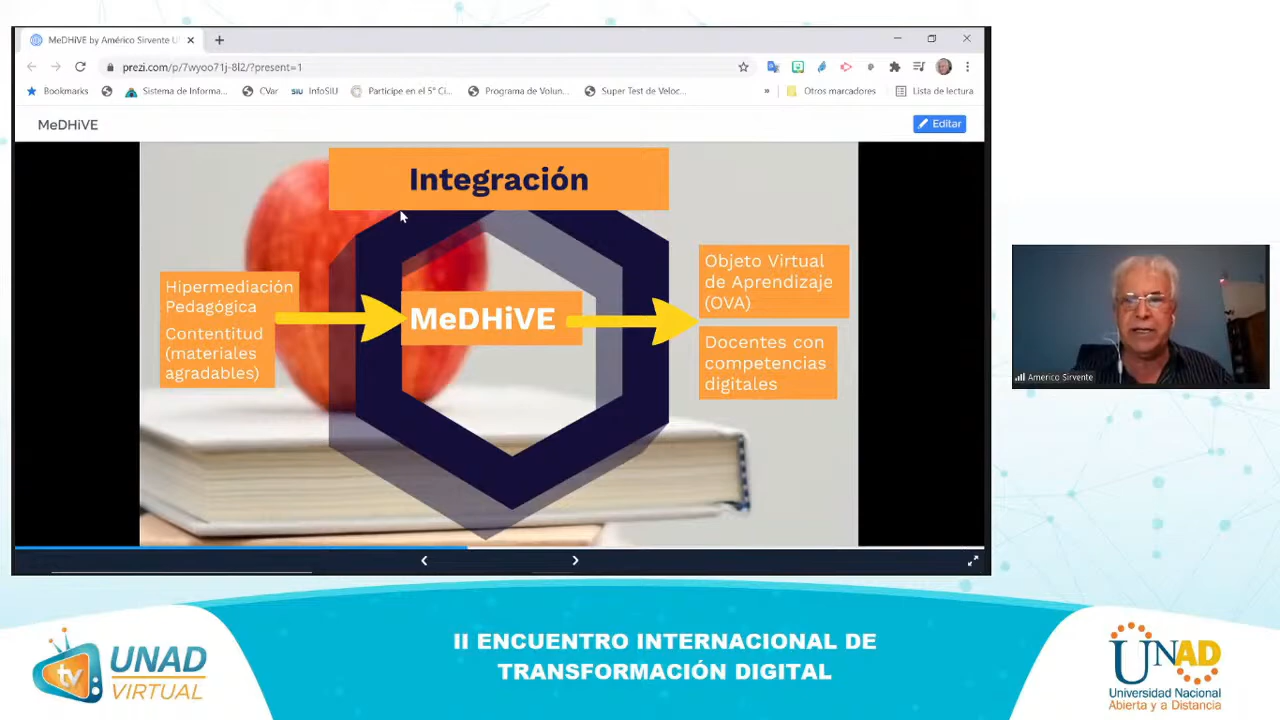 MeDHiVE by Américo Sirvente U
prezi.com/p/7wyoo71j-8l2/?present=1
Bookmarks
Sistema de Informa...
CVar
SIU InfoSIU
Participe en el 5° Ci...
Programa de Volun...
Super Test de Veloc...
»
Otros marcadores
Lista de lectura
MeDHiVE
Editar
Integración
Hipermediación
Pedagógica
Contentitud
(materiales
agradables)
MeDHiVE
Objeto Virtual
de Aprendizaje
(OVA)
Docentes con
competencias
digitales
Americo Sirvente
tv
UNAD
VIRTUAL
II ENCUENTRO INTERNACIONAL DE
TRANSFORMACIÓN DIGITAL
UNAD
Universidad Nacional
Abierta y a Distancia